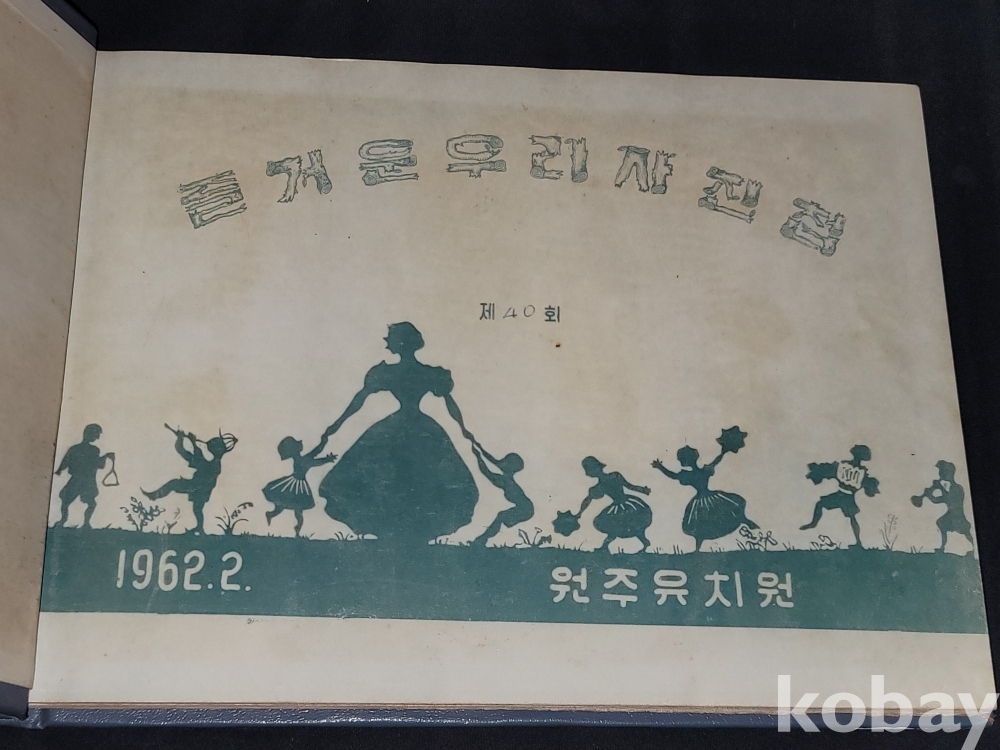 즐거운우리사진첩
제40회
1962.2.
원주유치원
kobay